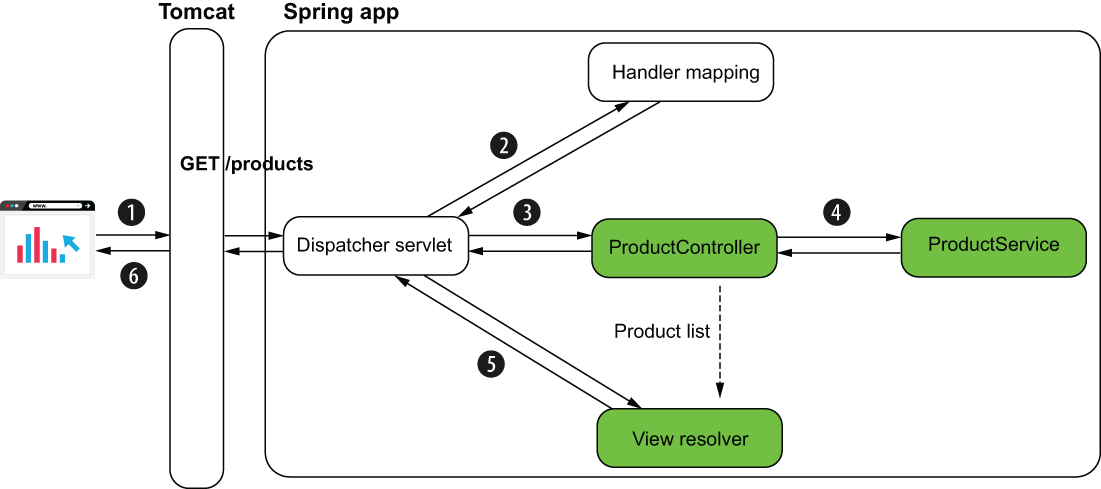 Tomcat
Spring app
Handler mapping
2
GET /products
www.
1
3
4
Dispatcher servlet
ProductController
ProductService
6
Product list
5
View resolver